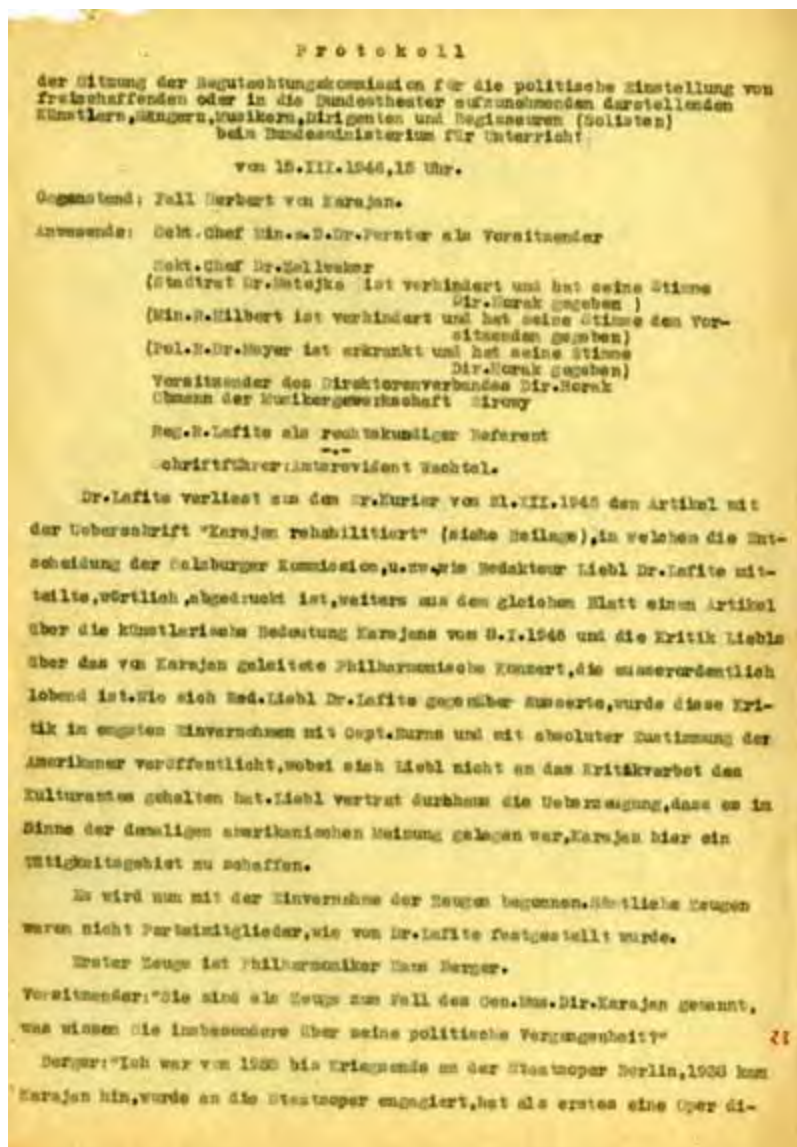 Protokoll
der Sitzung der Begutachtungskommission für die politische Einstellung von
freischaffenden oder in die Bundestheater aufzunehmenden darstellenden
Künstlern,Sängern,Musikern,Dirigenten und Regisseuren (Solisten)
beim Bundesministerium für Unterricht
vom 15.III.1946,15 Uhr.
Gegenstand: Fall Herbert von Karajan.
Anwesende: Sekt.Chef Min.a.D.Dr.Pernter als Vorsitzender
Sekt.Chef Dr.Zellweker
(Stadtrat Dr.Matejka ist verhindert und hat seine Stimme
Dir.Horak gegeben )
(Min.R.Hilbert ist verhindert und hat seine Stimme dem Vor-
sitzenden gegeben)
(Pol.R.Dr.Mayer ist erkrankt und hat seine Stimme
Dir.Horak gegeben)
Vorsitzender des Direktorenverbandes Dir.Horak
Obmann der Musikergewerkschaft Sirowy
Reg.R.Lafite als rechtskundiger Referent
-.-
Schriftführer: Wachtel.
Dr.Lafite verliest aus dem Kurier vom 21.XII.1945 den Artikel mit
der Ueberschrift "Karajan rehabilitiert" (siehe Beilage),in welchem die Ent-
scheidung der Salzburger Kommission,u.zw.wie Redakteur Liebl Dr.Lafite mit-
teilte,wörtlich,abgedruckt ist,weiters aus dem gleichen Blatt einen Artikel
über die künstlerische Bedeutung Karajans vom 8.I.1946 und die Kritik Liebls
über das von Karajan geleitete Philharmonische Konzert,die ausserordentlich
lobend ist.Wie sich Red.Liebl Dr.Lafite gegenüber äusserte,wurde diese Kri-
tik im engsten Einvernehmen mit Capt.Burns und mit absoluter Zustimmung der
Amerikaner veröffentlicht,wobei sich Liebl nicht an das Kritikverbot des
Kulturamtes gehalten hat.Liebl vertrat durchaus die Ueberzeugung,dass es im
Sinne der damaligen amerikanischen Meinung gelegen war,Karajan hier ein
Tätigkeitsgebiet zu schaffen.
Es wird nun mit der Einvernahme der Zeugen begonnen.Sämtliche Zeugen
waren nicht Parteimitglieder,wie von Dr.Lafite festgestellt wurde.
Erster Zeuge ist Philharmoniker Hans Berger.
Vorsitzender:"Sie sind als Zeuge zum Fall des Gen.Mus.Dir.Karajan genannt,
was wissen Sie insbesondere über seine politische Vergangenheit?"
Berger:"Ich war von bis Kriegsende an der Staatsoper Berlin,1938 kam
Karajan hin,wurde an die Staatsoper engagiert,hat als erstes eine Oper di-